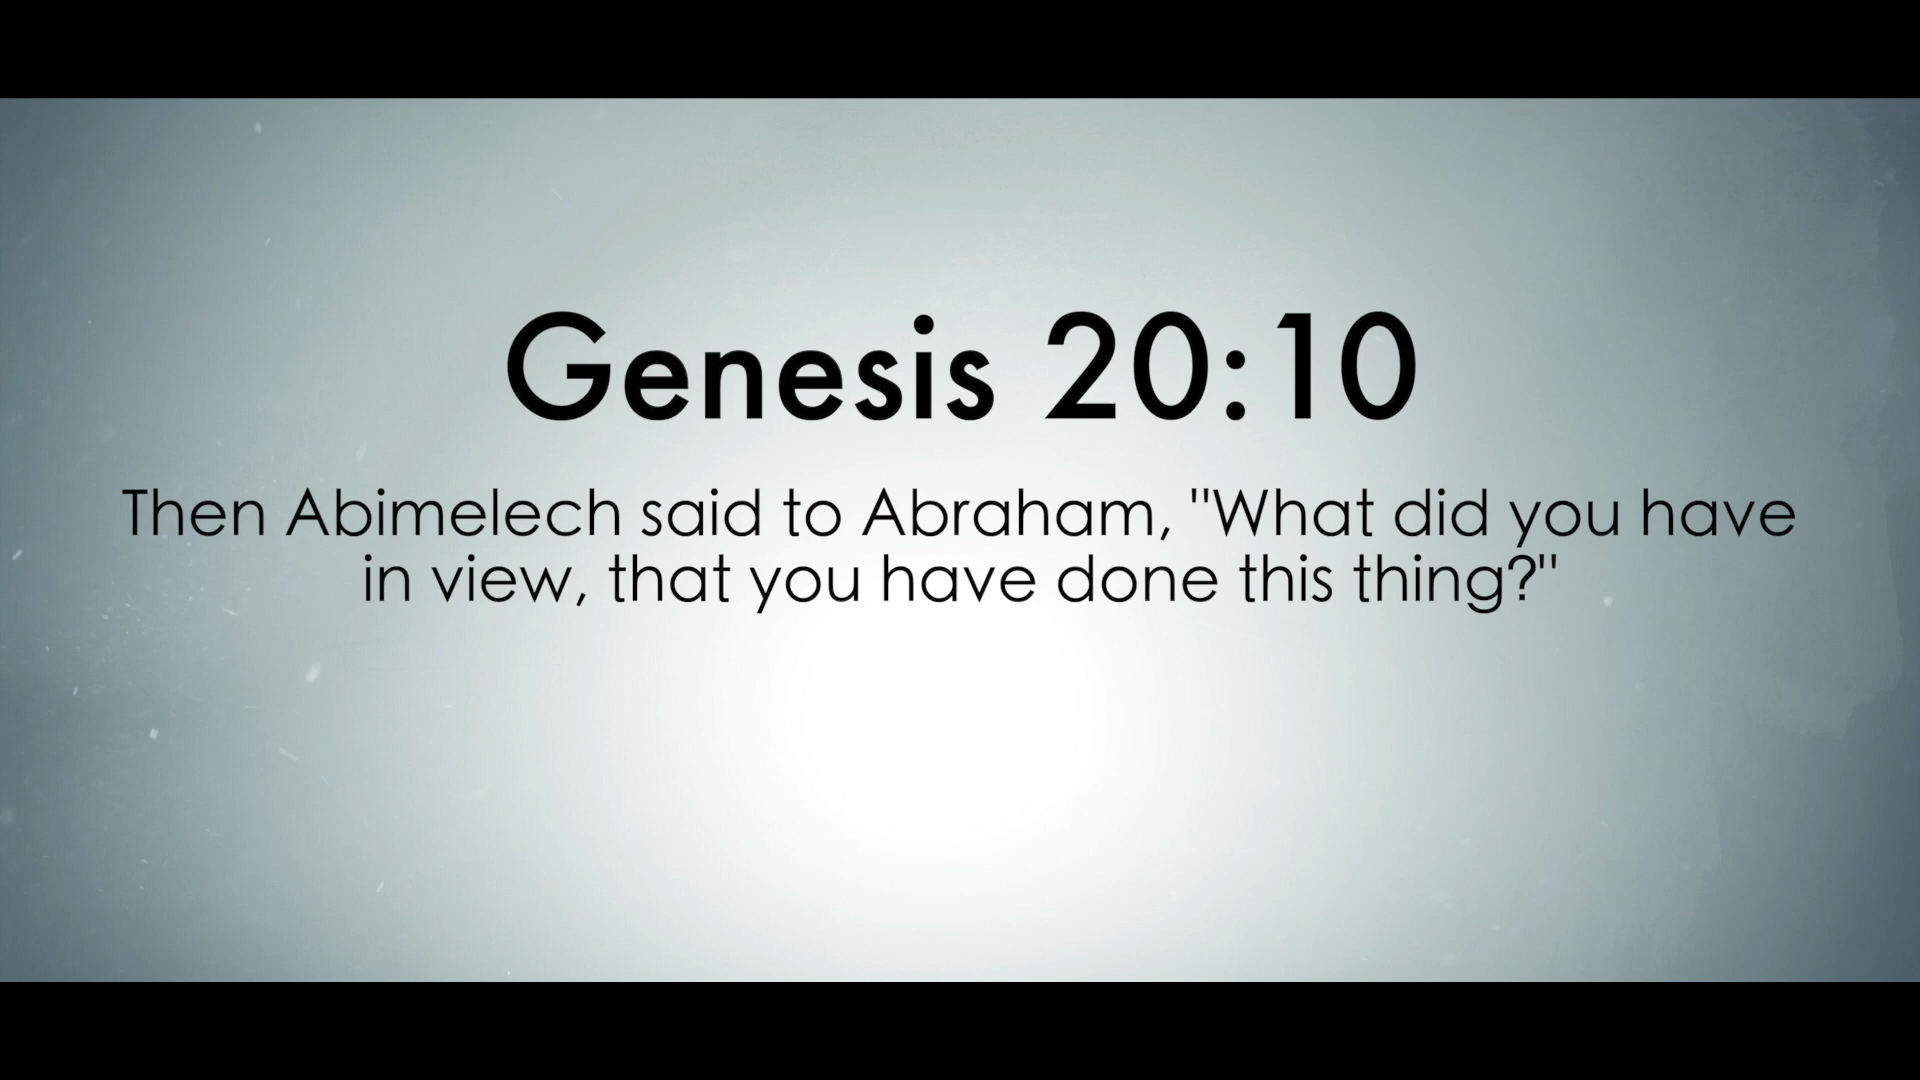 Genesis 20:10
Then Abimelech said to Abraham, "What did you have
in view, that you have done this thing?"